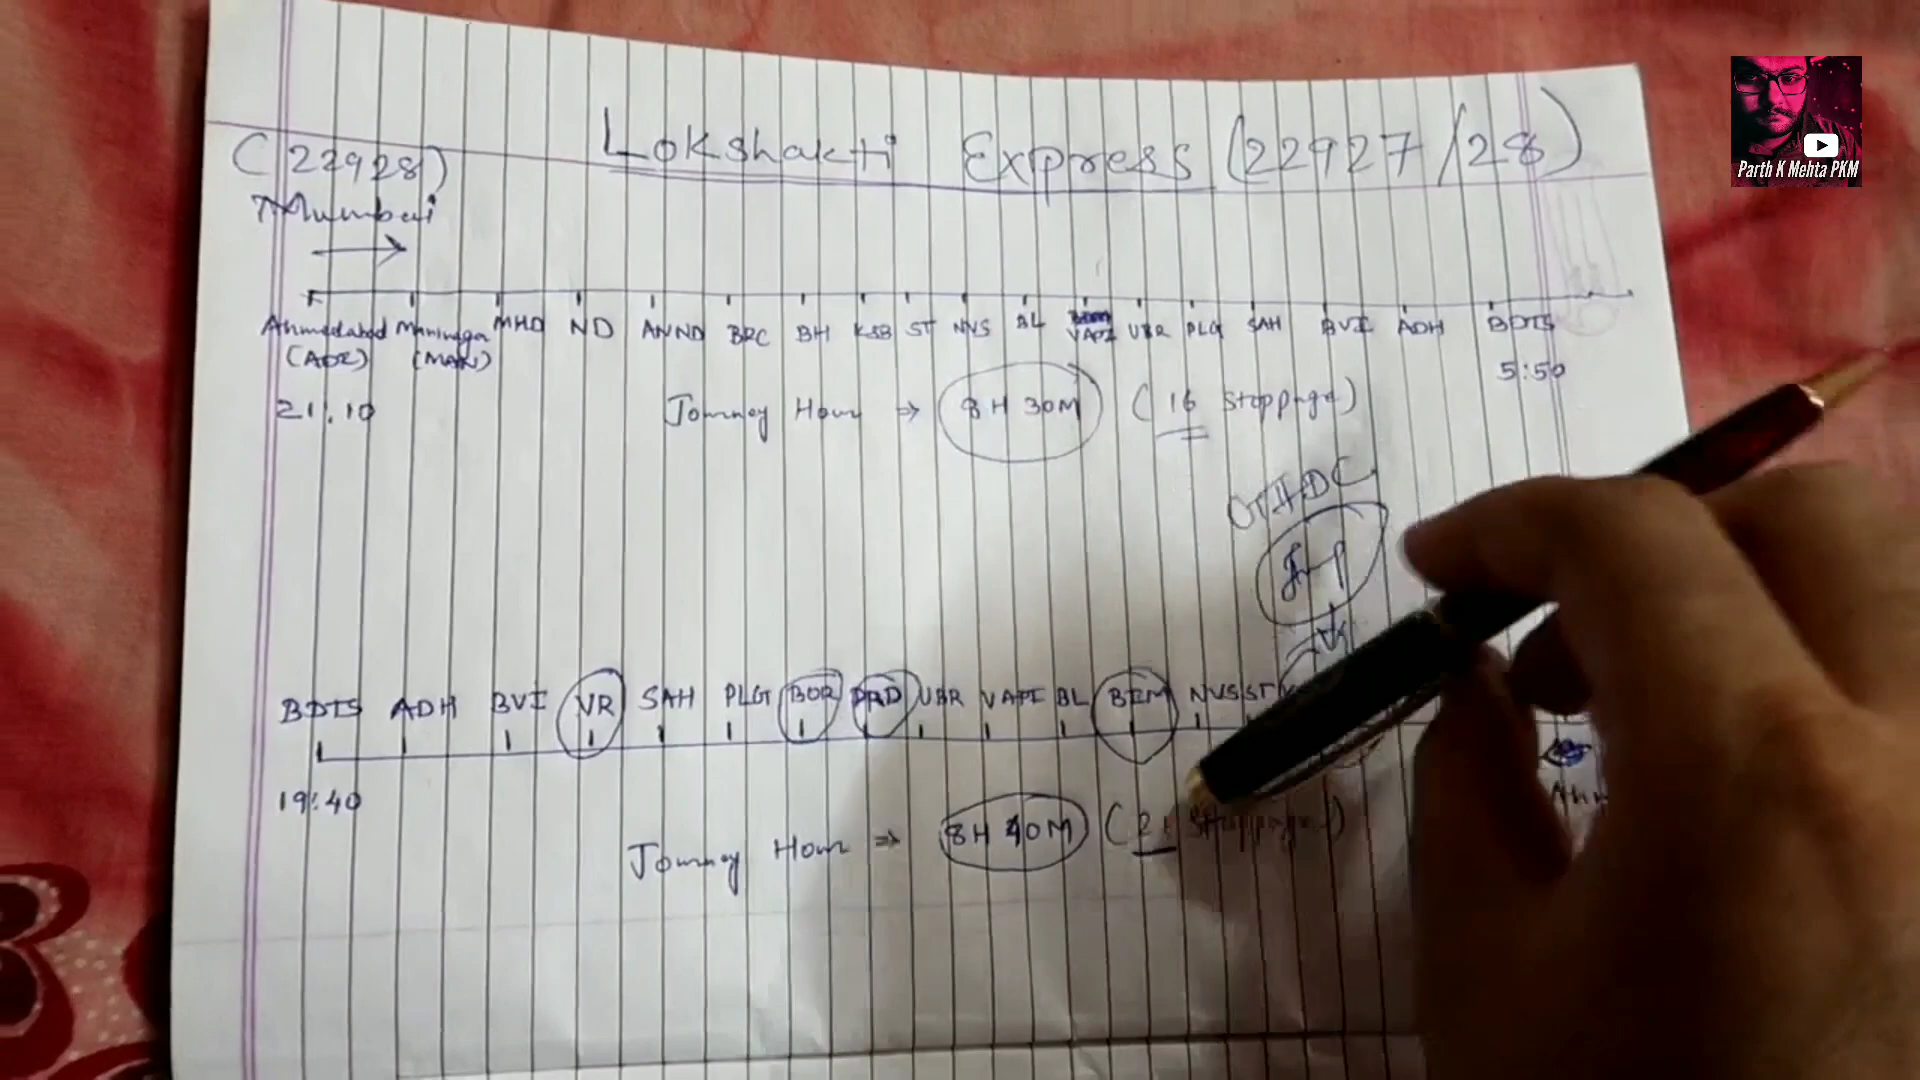 Lokshakti Express (22927/28)
(22928)
Mumbai
Ahmedabad Maninagar MHD ND ANND BRC BH KSB ST NVS BL VAPI UBR PLG SAH BVI ADH BDTS
(ADI) (MAN)
5:50
21:10
Journey Hour ⇒ 8H 30M (16 Stoppage)
BDTS ADH BVI VR SAH PLG BOR DRD UBR VAPI BL BIM NVS ST
19:40
Journey Hour ⇒ 8H 40M (21
Parth K Mehta PKM